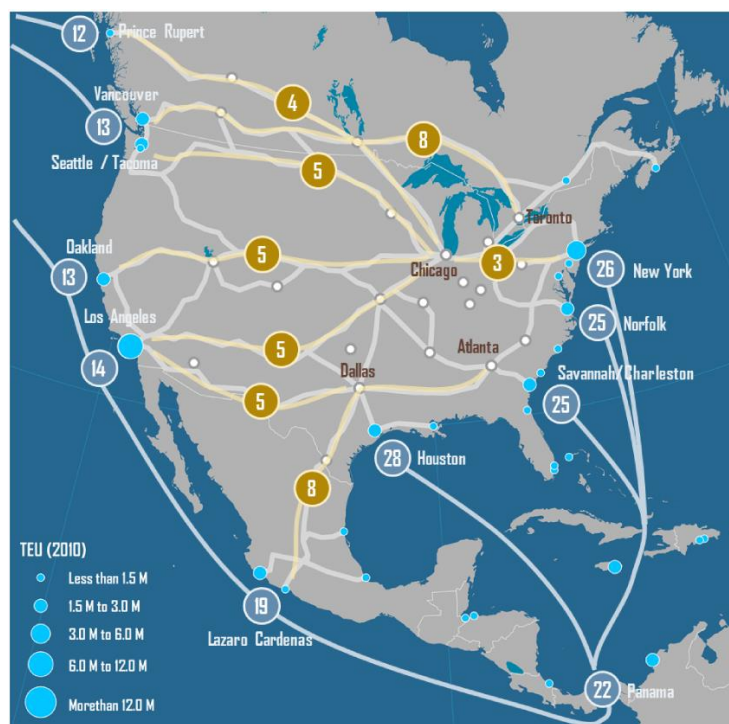 12
Prince Rupert
Vancouver
4
13
8
Seattle / Tacoma
5
Toronto
Oakland
5
Chicago
3
13
26
New York
Los Angeles
25
Norfolk
5
Atlanta
14
Dallas
Savannah/Charleston
5
25
28
Houston
8
TEU (2010)
Less than 1.5 M
1.5 M to 3.0 M
19
3.0 M to 6.0 M
Lazaro Cardenas
6.0 M to 12.0 M
22
Panama
Morethan 12.0 M